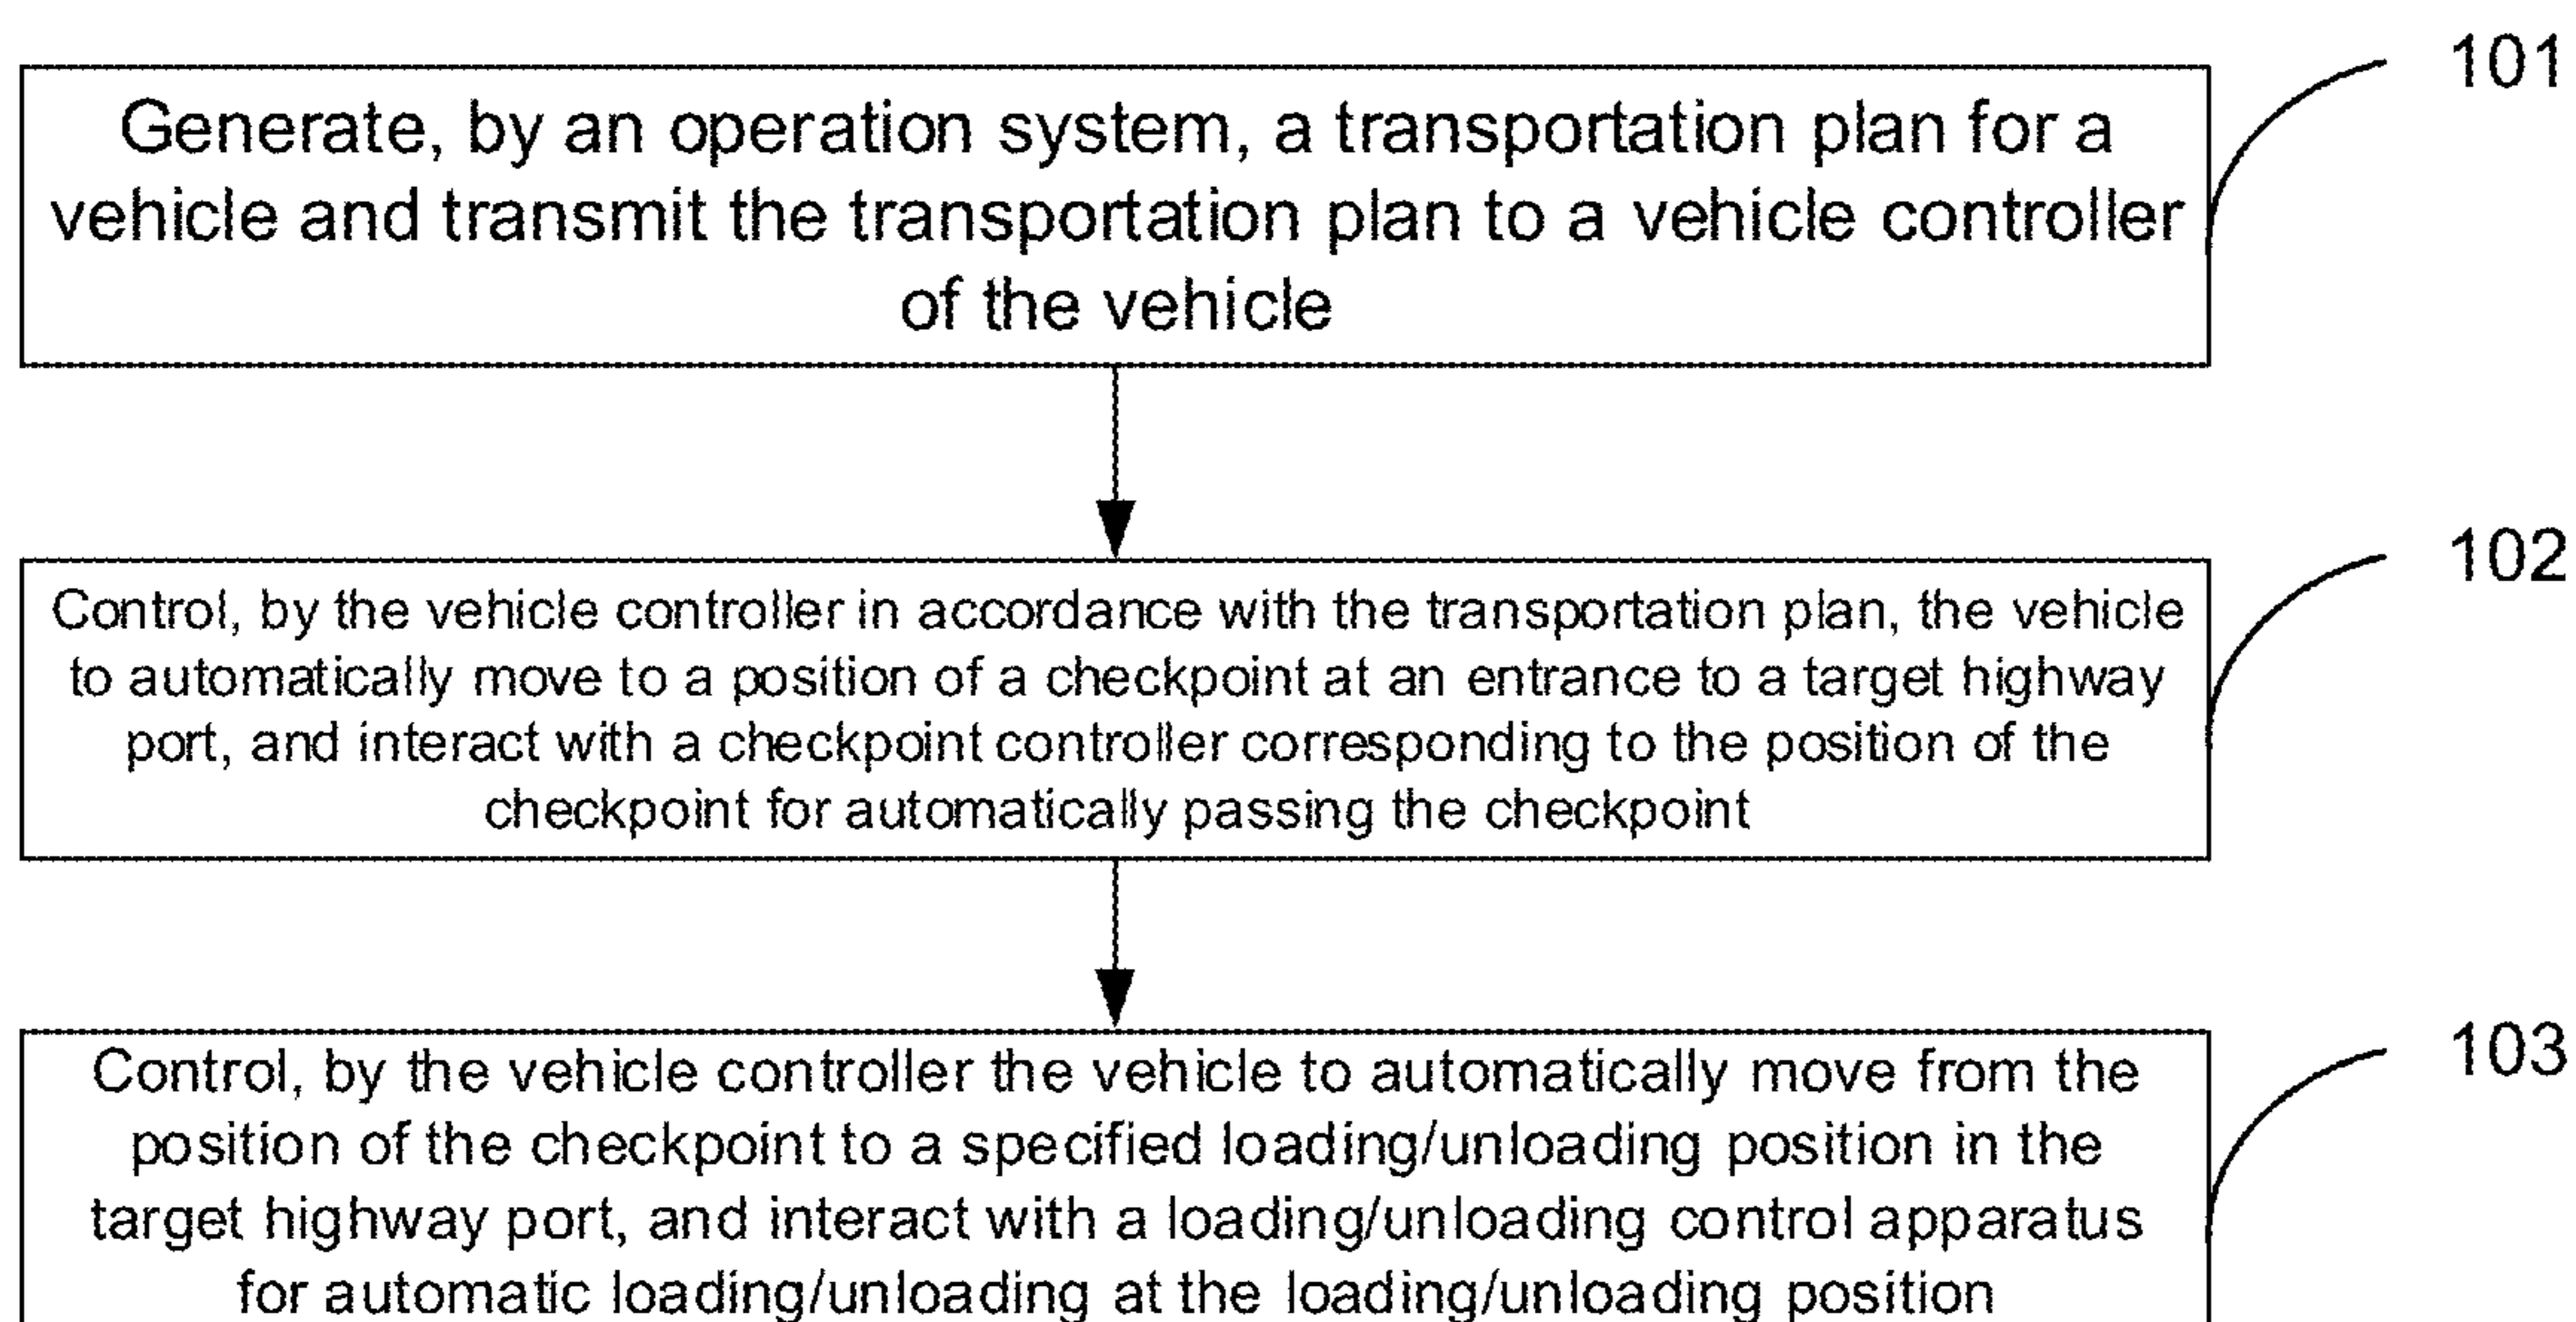 101
Generate, by an operation system, a transportation plan for a
vehicle and transmit the transportation plan to a vehicle controller
of the vehicle
102
Control, by the vehicle controller in accordance with the transportation plan, the vehicle
to automatically move to a position of a checkpoint at an entrance to a target highway
port, and interact with a checkpoint controller corresponding to the position of the
checkpoint for automatically passing the checkpoint
103
Control, by the vehicle controller the vehicle to automatically move from the
position of the checkpoint to a specified loading/unloading position in the
target highway port, and interact with a loading/unloading control apparatus
for automatic loading/unloading at the loading/unloading position